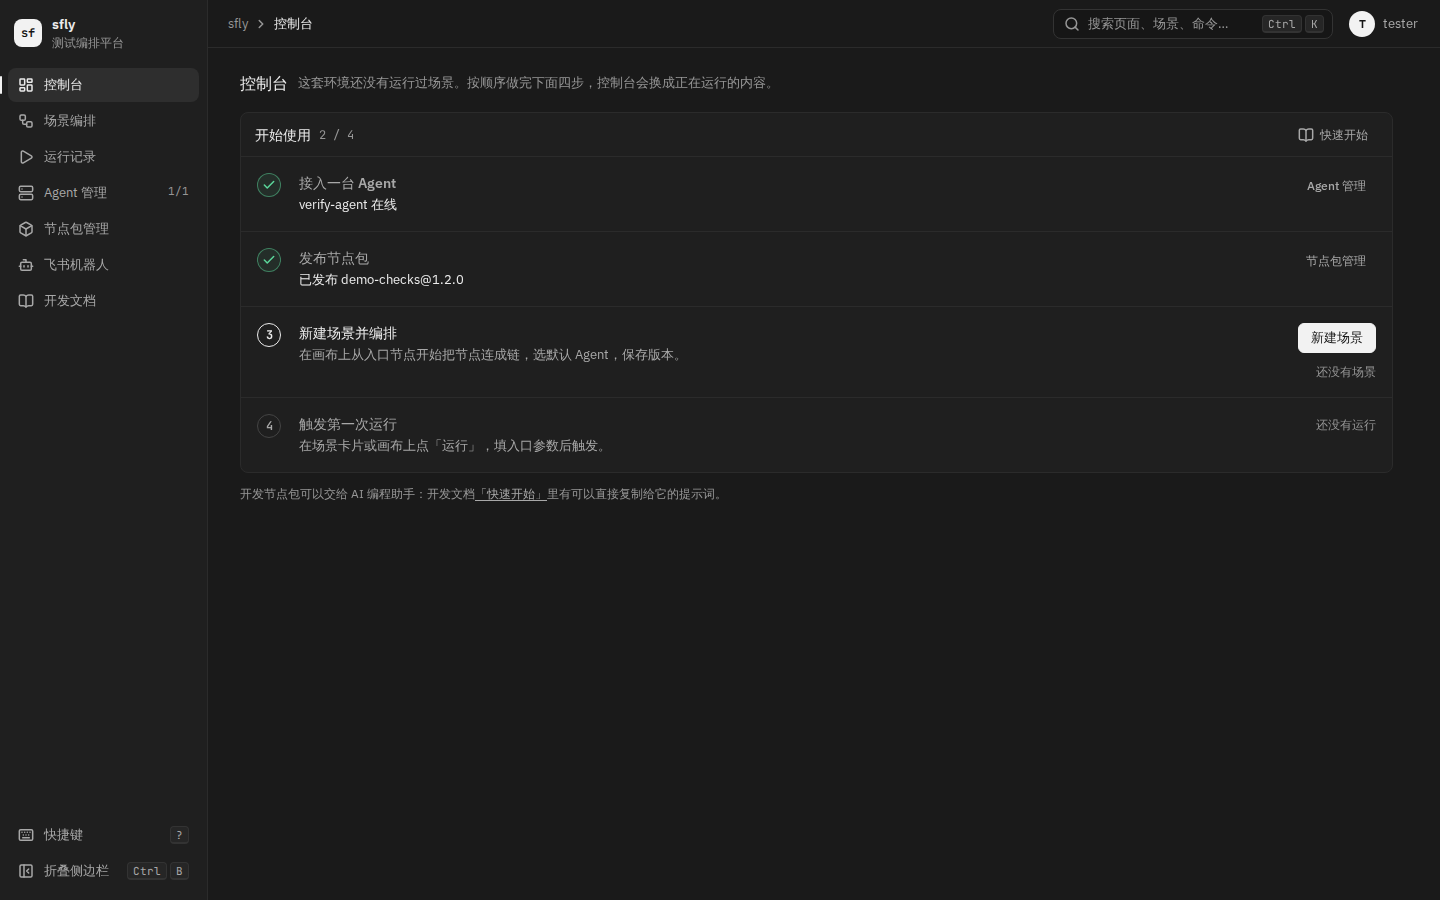 sf
sfly
测试编排平台
控制台
场景编排
运行记录
Agent 管理 1/1
节点包管理
飞书机器人
开发文档
快捷键 ?
折叠侧边栏 Ctrl B
sfly > 控制台
搜索页面、场景、命令... Ctrl K
T tester
控制台 这套环境还没有运行过场景。按顺序做完下面四步，控制台会换成正在运行的内容。
开始使用 2 / 4 快速开始
接入一台 Agent
verify-agent 在线
Agent 管理
发布节点包
已发布 demo-checks@1.2.0
节点包管理
3 新建场景并编排
在画布上从入口节点开始把节点连成链，选默认 Agent，保存版本。
新建场景
还没有场景
4 触发第一次运行
在场景卡片或画布上点「运行」，填入口参数后触发。
还没有运行
开发节点包可以交给 AI 编程助手：开发文档「快速开始」里有可以直接复制给它的提示词。